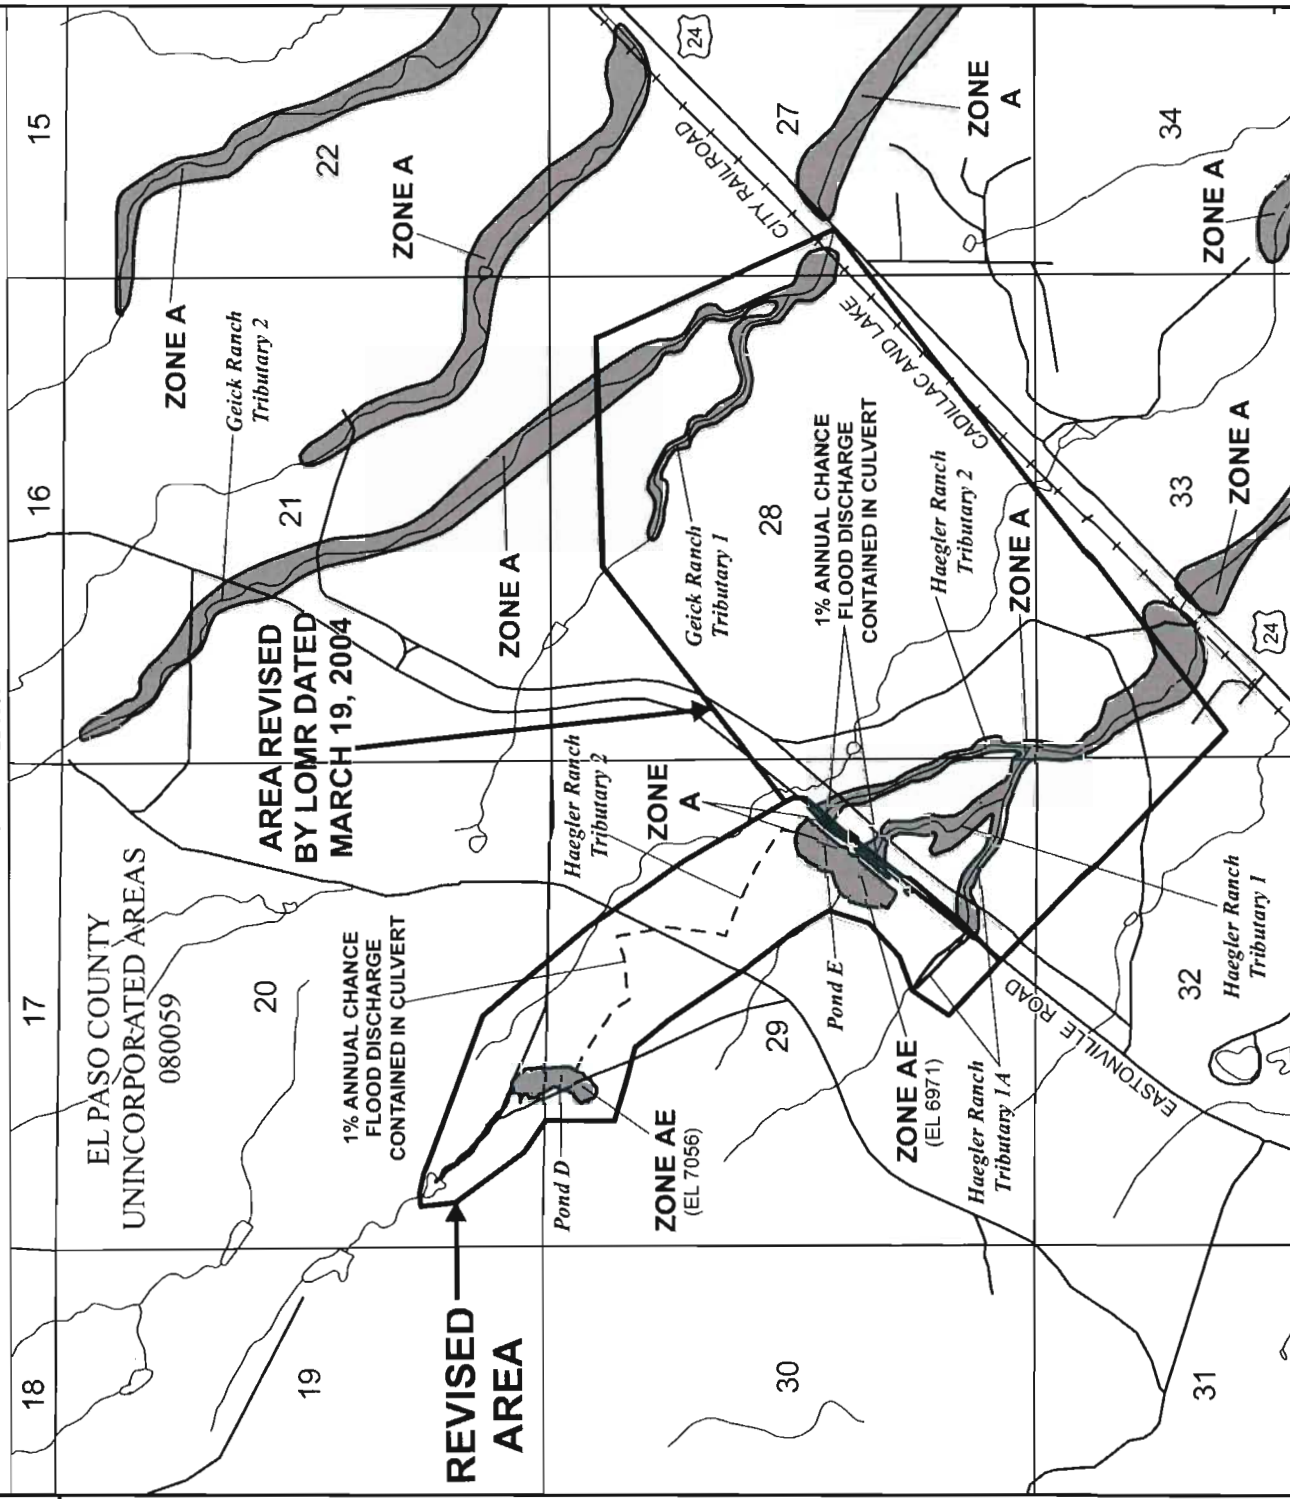 18
17
16
15
EL PASO COUNTY
UNINCORPORATED AREAS
080059
19
20
21
22
AREA REVISED
BY LOMR DATED
MARCH 19, 2004
ZONE A
Geick Ranch
Tributary 2
ZONE A
24
1% ANNUAL CHANCE
FLOOD DISCHARGE
CONTAINED IN CULVERT
REVISED
AREA
ZONE A
Haegler Ranch
Tributary 2
ZONE
A
Pond D
ZONE AE
(EL 7056)
Geick Ranch
Tributary 1
CADILLAC AND LAKE CITY RAILROAD
30
29
28
27
1% ANNUAL CHANCE
FLOOD DISCHARGE
CONTAINED IN CULVERT
Pond E
ZONE AE
(EL 6971)
Haegler Ranch
Tributary 2
ZONE A
ZONE
A
Haegler Ranch
Tributary 1A
EASTONVILLE ROAD
31
32
33
34
Haegler Ranch
Tributary 1
ZONE A
ZONE A
24